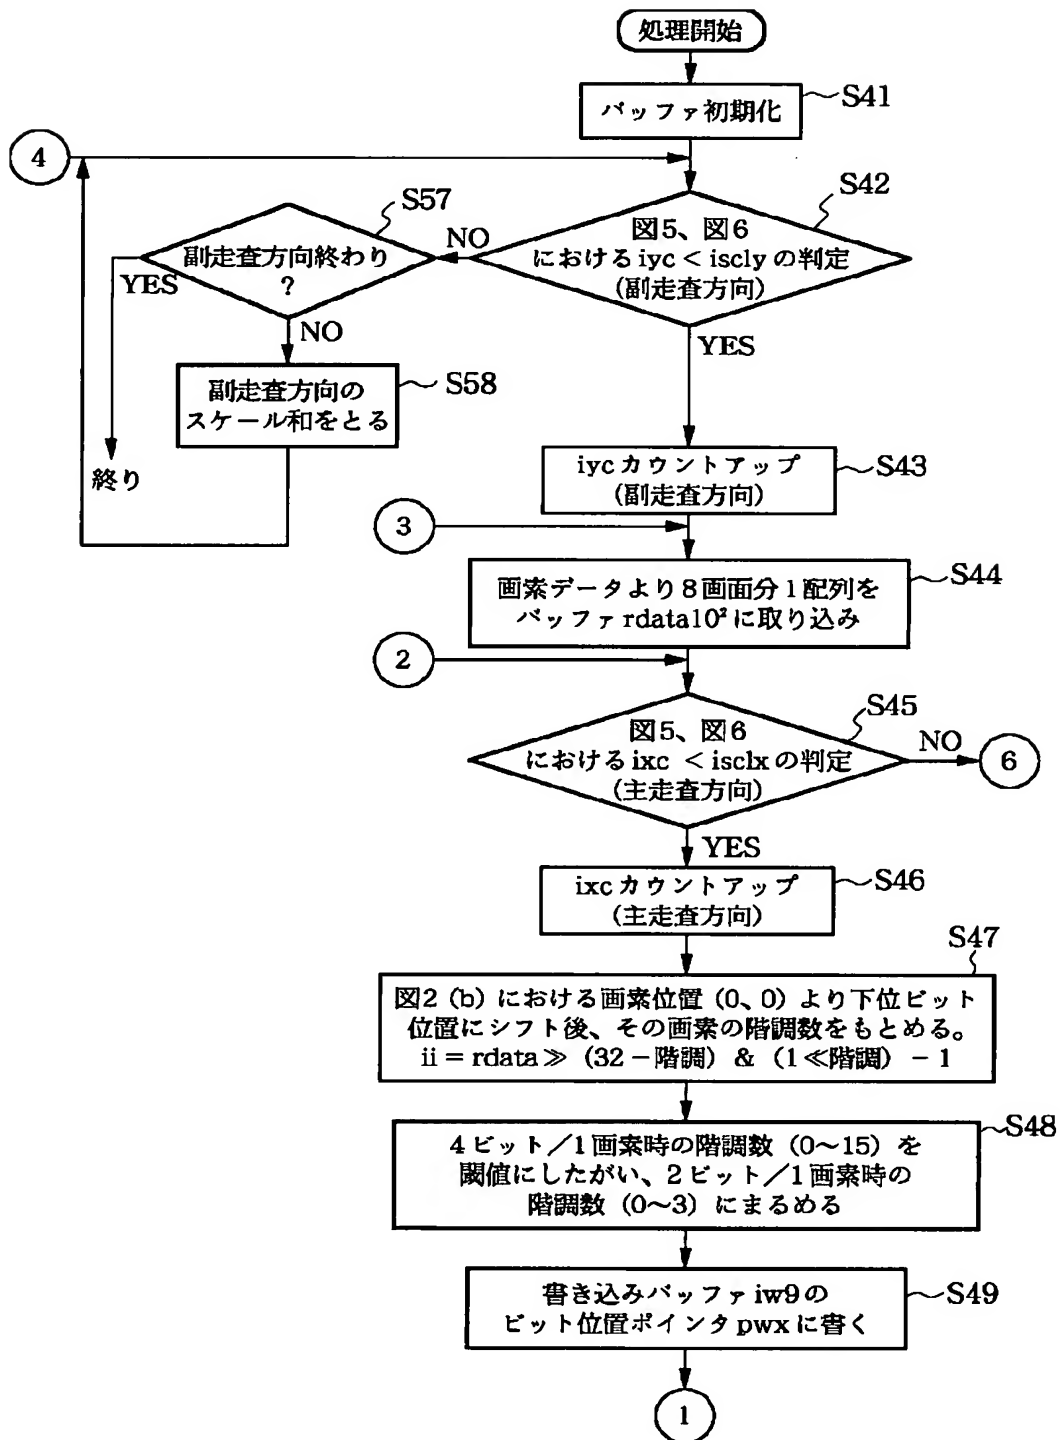 処理開始
バッファ初期化
S41
4
S42
図5、図6
における iyc < iscly の判定
(副走査方向)
NO
YES
S57
副走査方向終わり
?
YES
NO
副走査方向の
スケール和をとる
S58
終り
iyc カウントアップ
(副走査方向)
S43
3
画素データより8画面分1配列を
バッファ rdata10²に取り込み
S44
2
S45
図5、図6
における ixc < isclx の判定
(主走査方向)
NO
6
YES
ixc カウントアップ
(主走査方向)
S46
S47
図2(b)における画素位置(0、0)より下位ビット
位置にシフト後、その画素の階調数をもとめる。
ii = rdata≫(32-階調)&(1≪階調)-1
S48
4ビット/1画素時の階調数(0~15)を
閾値にしたがい、2ビット/1画素時の
階調数(0~3)にまるめる
書き込みバッファ iw9の
ビット位置ポインタ pwx に書く
S49
1